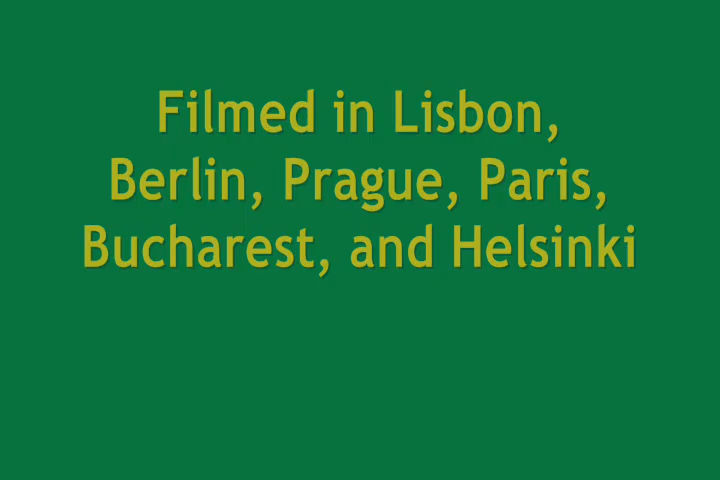 Filmed in Lisbon,
Berlin, Prague, Paris,
Bucharest, and Helsinki